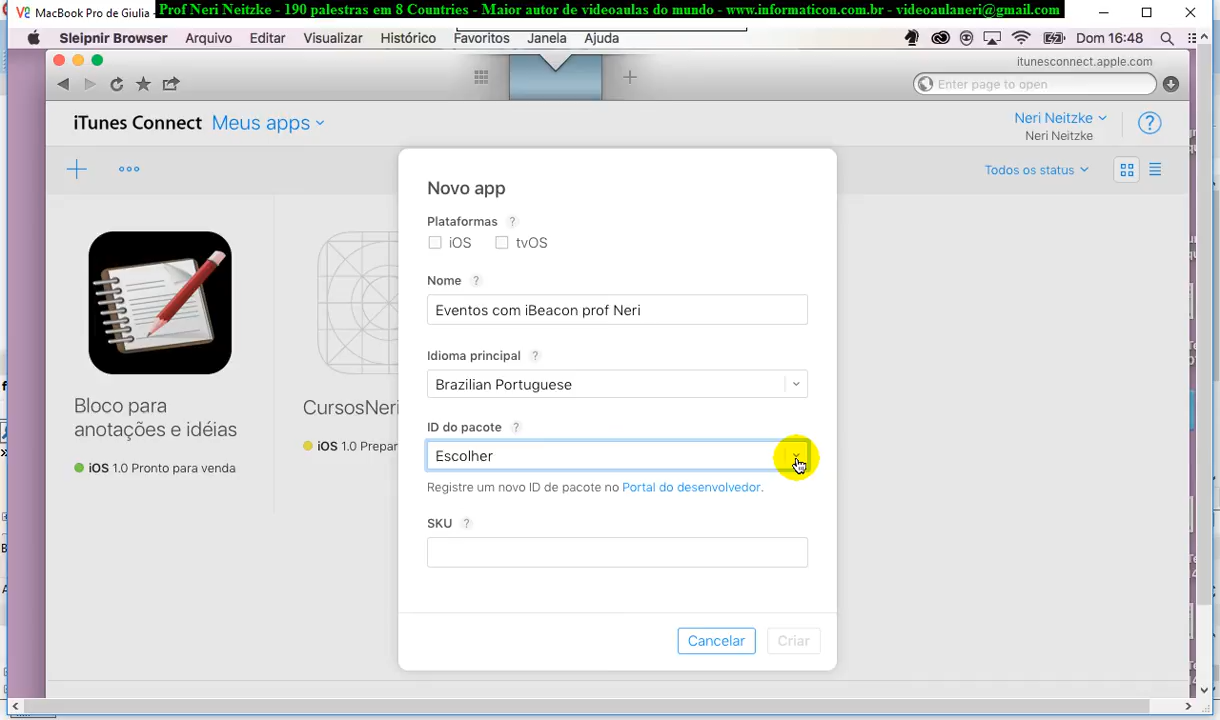 MacBook Pro de Giulia -
Prof Neri Neitzke - 190 palestras em 8 Countries - Maior autor de videoaulas do mundo - www.informaticon.com.br - videoaulaneri@gmail.com
Sleipnir Browser Arquivo Editar Visualizar Histórico Favoritos Janela Ajuda Dom 16:48
itunesconnect.apple.com
Enter page to open
iTunes Connect Meus apps
Neri Neitzke
Neri Neitzke
?
Todos os status
Novo app
Plataformas ?
iOS tvOS
Nome ?
Eventos com iBeacon prof Neri
Idioma principal ?
Brazilian Portuguese
ID do pacote ?
Escolher
Registre um novo ID de pacote no Portal do desenvolvedor.
SKU ?
Cancelar Criar
Bloco para
anotações e idéias
iOS 1.0 Pronto para venda
CursosNeri
iOS 1.0 Prepar